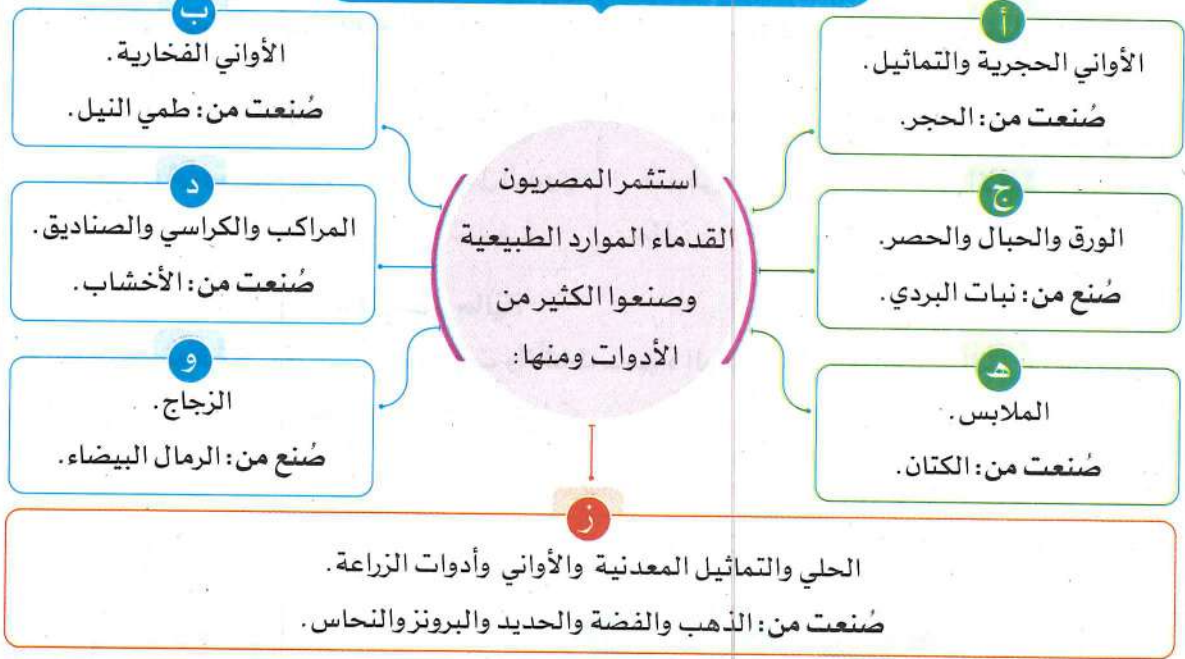 استثمر المصريون
القدماء الموارد الطبيعية
وصنعوا الكثير من
الأدوات ومنها:
أ
الأواني الحجرية والتماثيل.
صُنعت من: الحجر.
ب
الأواني الفخارية.
صُنعت من: طمي النيل.
ج
الورق والحبال والحصر.
صُنع من: نبات البردي.
د
المراكب والكراسي والصناديق.
صُنعت من: الأخشاب.
هـ
الملابس.
صُنعت من: الكتان.
و
الزجاج.
صُنع من: الرمال البيضاء.
ز
الحلي والتماثيل المعدنية والأواني وأدوات الزراعة.
صُنعت من: الذهب والفضة والحديد والبرونز والنحاس.